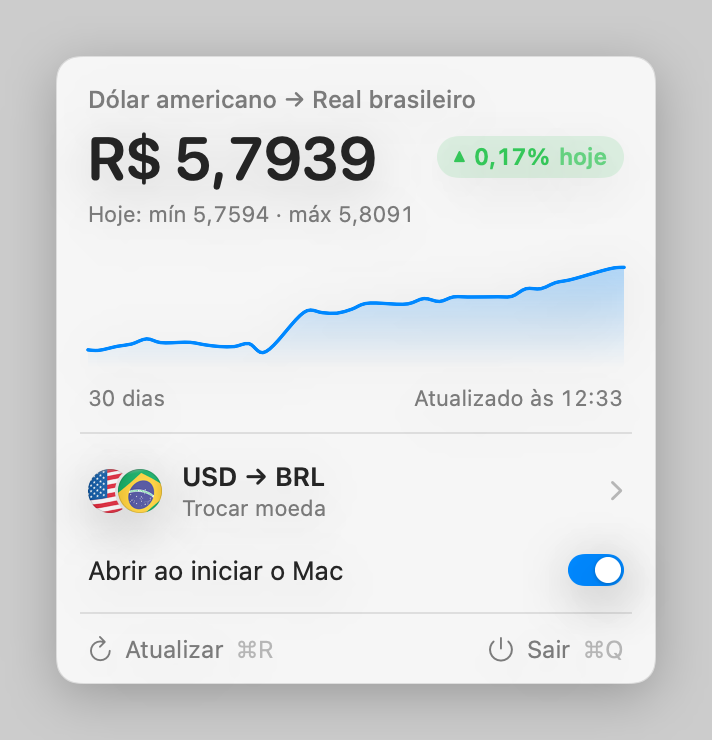 Dólar americano → Real brasileiro
R$ 5,7939
▲ 0,17% hoje
Hoje: mín 5,7594 · máx 5,8091
30 dias
Atualizado às 12:33
USD → BRL
Trocar moeda
Abrir ao iniciar o Mac
Atualizar ⌘R
Sair ⌘Q